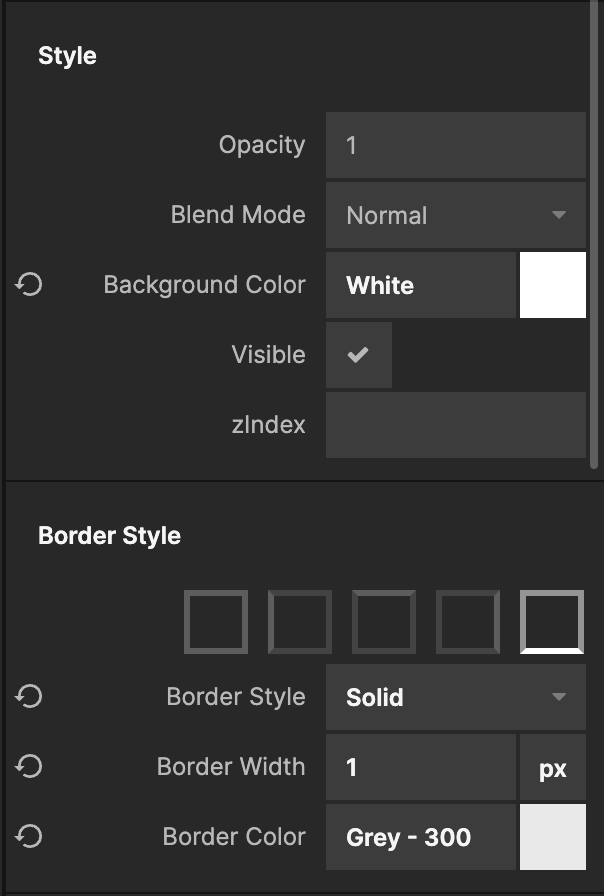 Style
Opacity 1
Blend Mode Normal
Background Color White
Visible
zIndex
Border Style
Border Style Solid
Border Width 1 px
Border Color Grey - 300